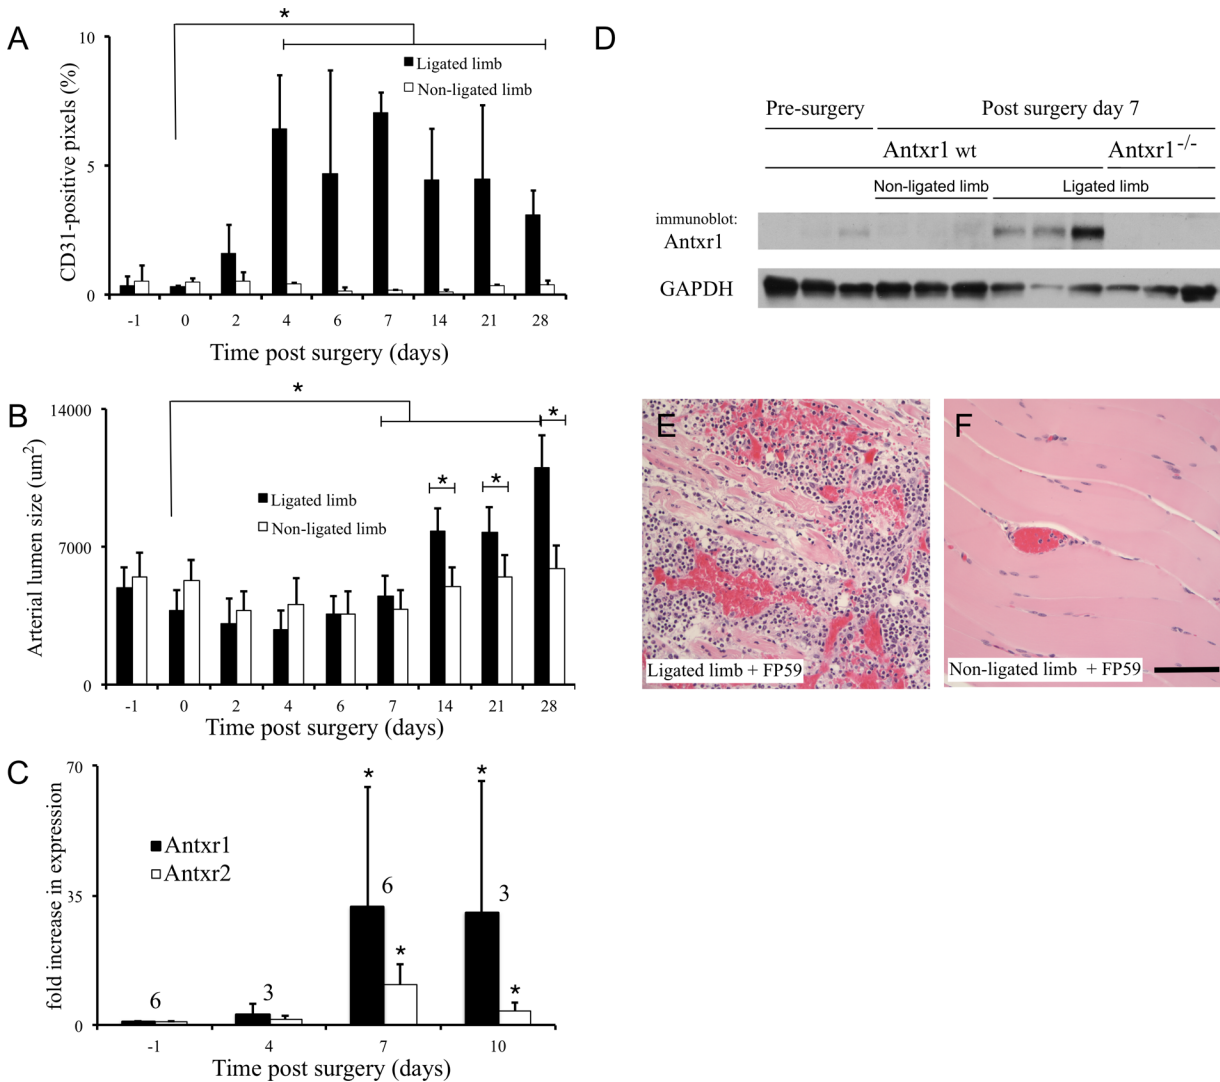 A
*
10
5
0
CD31-positive pixels (%)
Ligated limb
Non-ligated limb
-1 0 2 4 6 7 14 21 28
Time post surgery (days)
B
*
*
* *
14000
7000
0
Arterial lumen size (um²)
Ligated limb
Non-ligated limb
-1 0 2 4 6 7 14 21 28
Time post surgery (days)
C
70
35
0
fold increase in expression
Antxr1
Antxr2
* *
6 3
* *
6 3
-1 4 7 10
Time post surgery (days)
D
Pre-surgery Post surgery day 7
Antxr1 wt Antxr1-/-
Non-ligated limb Ligated limb
immunoblot:
Antxr1
GAPDH
E
Ligated limb + FP59
F
Non-ligated limb + FP59